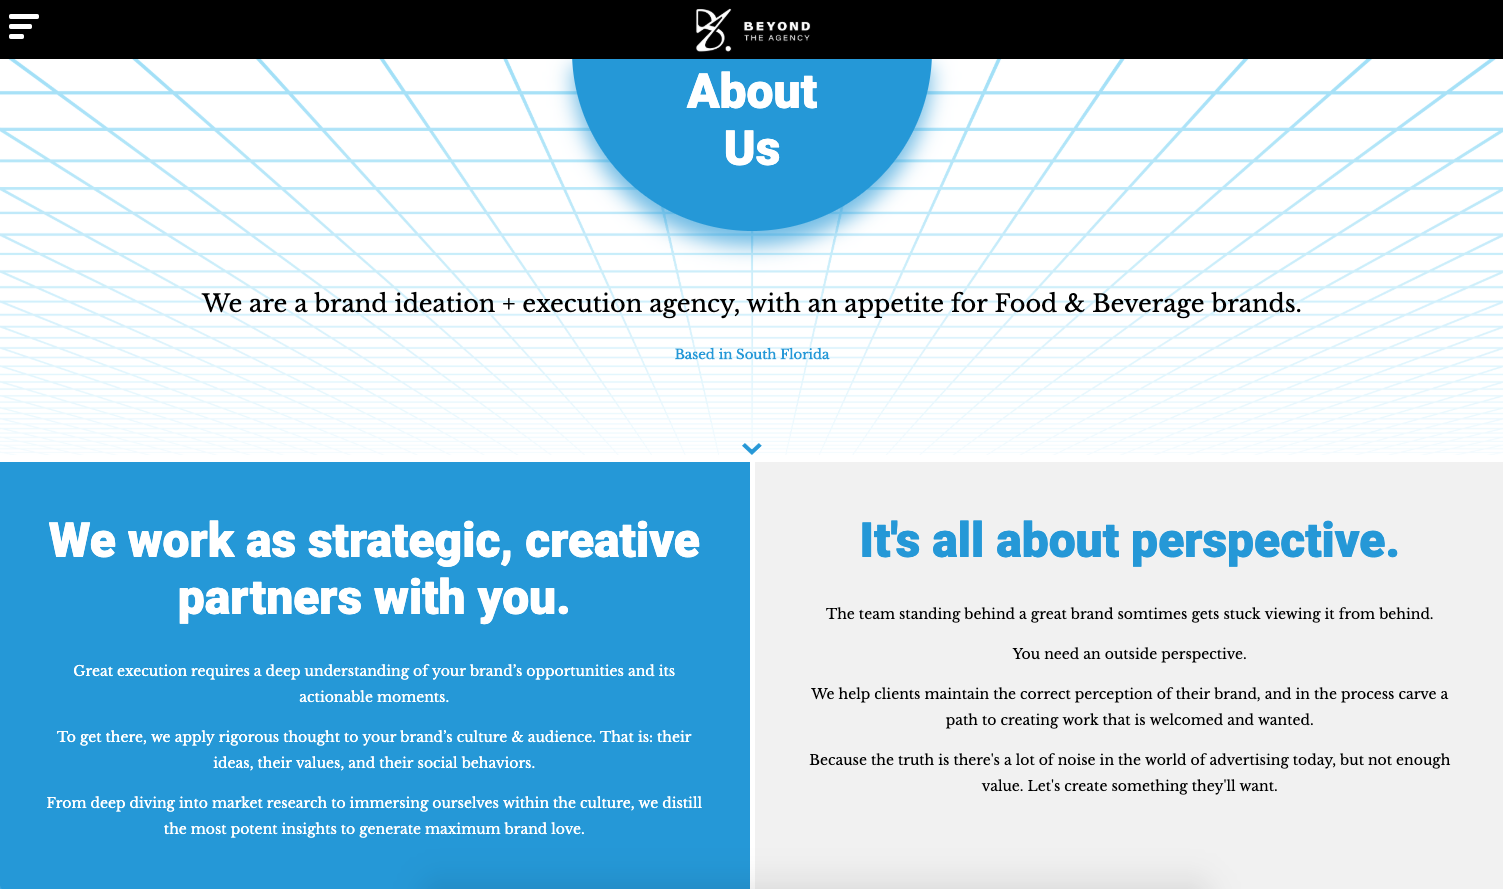 BEYOND
THE AGENCY
About
Us
We are a brand ideation + execution agency, with an appetite for Food & Beverage brands.
Based in South Florida
We work as strategic, creative
partners with you.
Great execution requires a deep understanding of your brand’s opportunities and its
actionable moments.
To get there, we apply rigorous thought to your brand’s culture & audience. That is: their
ideas, their values, and their social behaviors.
From deep diving into market research to immersing ourselves within the culture, we distill
the most potent insights to generate maximum brand love.
It's all about perspective.
The team standing behind a great brand somtimes gets stuck viewing it from behind.
You need an outside perspective.
We help clients maintain the correct perception of their brand, and in the process carve a
path to creating work that is welcomed and wanted.
Because the truth is there's a lot of noise in the world of advertising today, but not enough
value. Let's create something they'll want.